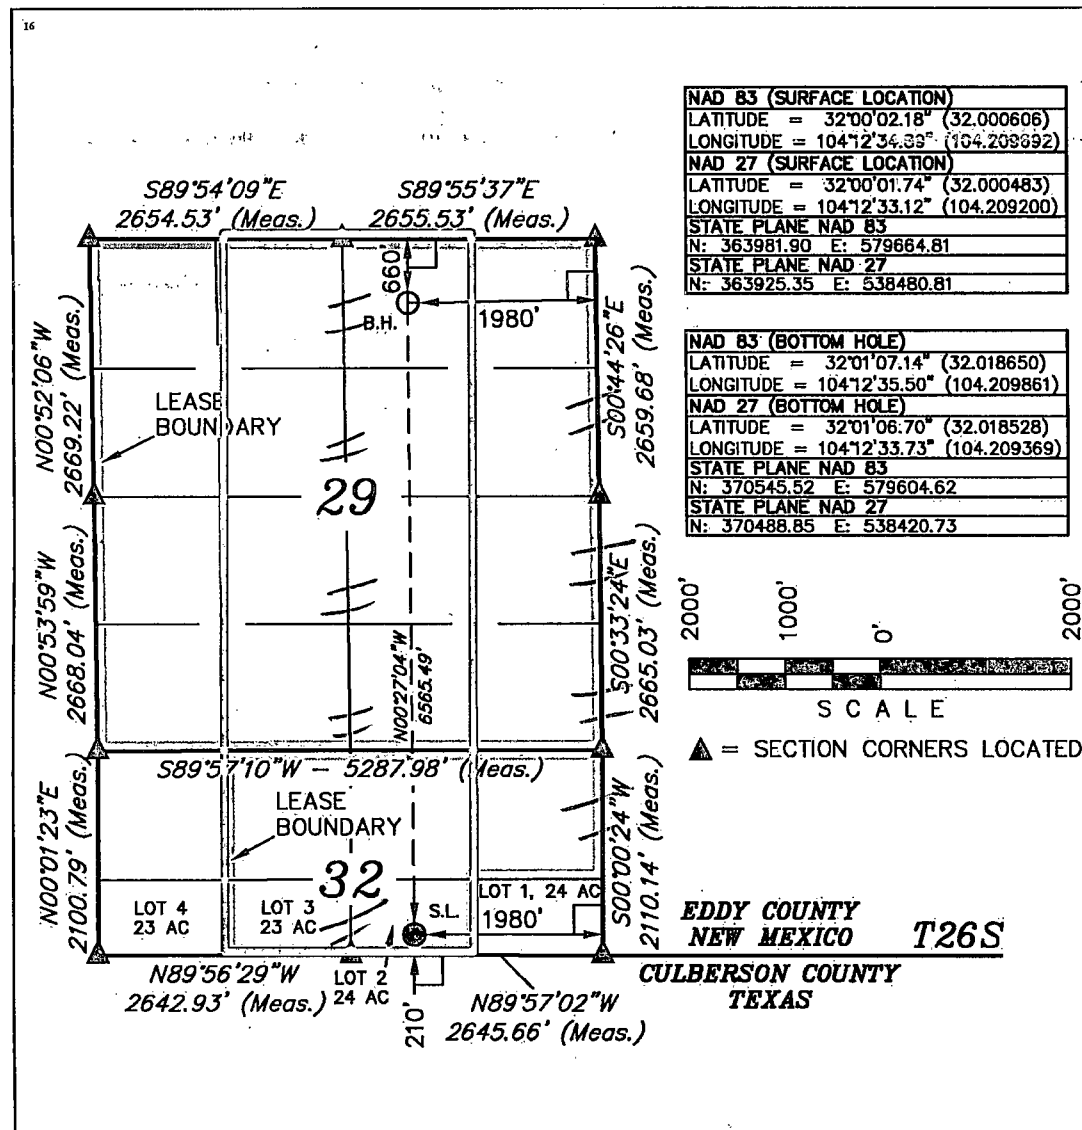 16
NAD 83 (SURFACE LOCATION)
LATITUDE = 32°00'02.18" (32.000606)
LONGITUDE = 104°12'34.89" (104.209692)
NAD 27 (SURFACE LOCATION)
LATITUDE = 32°00'01.74" (32.000483)
LONGITUDE = 104°12'33.12" (104.209200)
STATE PLANE NAD 83
N: 363981.90 E: 579664.81
STATE PLANE NAD 27
N: 363925.35 E: 538480.81
NAD 83 (BOTTOM HOLE)
LATITUDE = 32°01'07.14" (32.018650)
LONGITUDE = 104°12'35.50" (104.209861)
NAD 27 (BOTTOM HOLE)
LATITUDE = 32°01'06.70" (32.018528)
LONGITUDE = 104°12'33.73" (104.209369)
STATE PLANE NAD 83
N: 370545.52 E: 579604.62
STATE PLANE NAD 27
N: 370488.85 E: 538420.73
S89°54'09"E
2654.53' (Meas.)
S89°55'37"E
2655.53' (Meas.)
660'
B.H.
1980'
N00°52'06"W
2669.22' (Meas.)
LEASE
BOUNDARY
S00°44'26"E
2659.68' (Meas.)
29
N00°53'59"W
2668.04' (Meas.)
N00°27'04"W
6565.49'
S00°33'24"E
2665.03' (Meas.)
2000'
1000'
0'
2000'
SCALE
▲ = SECTION CORNERS LOCATED
S89°57'10"W – 5287.98' (Meas.)
LEASE
BOUNDARY
N00°01'23"E
2100.79' (Meas.)
32
LOT 4
23 AC
LOT 3
23 AC
S.L.
LOT 1, 24 AC
1980'
S00°00'24"W
2110.14' (Meas.)
EDDY COUNTY
NEW MEXICO
T26S
CULBERSON COUNTY
TEXAS
N89°56'29"W
2642.93' (Meas.)
LOT 2
24 AC
210'
N89°57'02"W
2645.66' (Meas.)